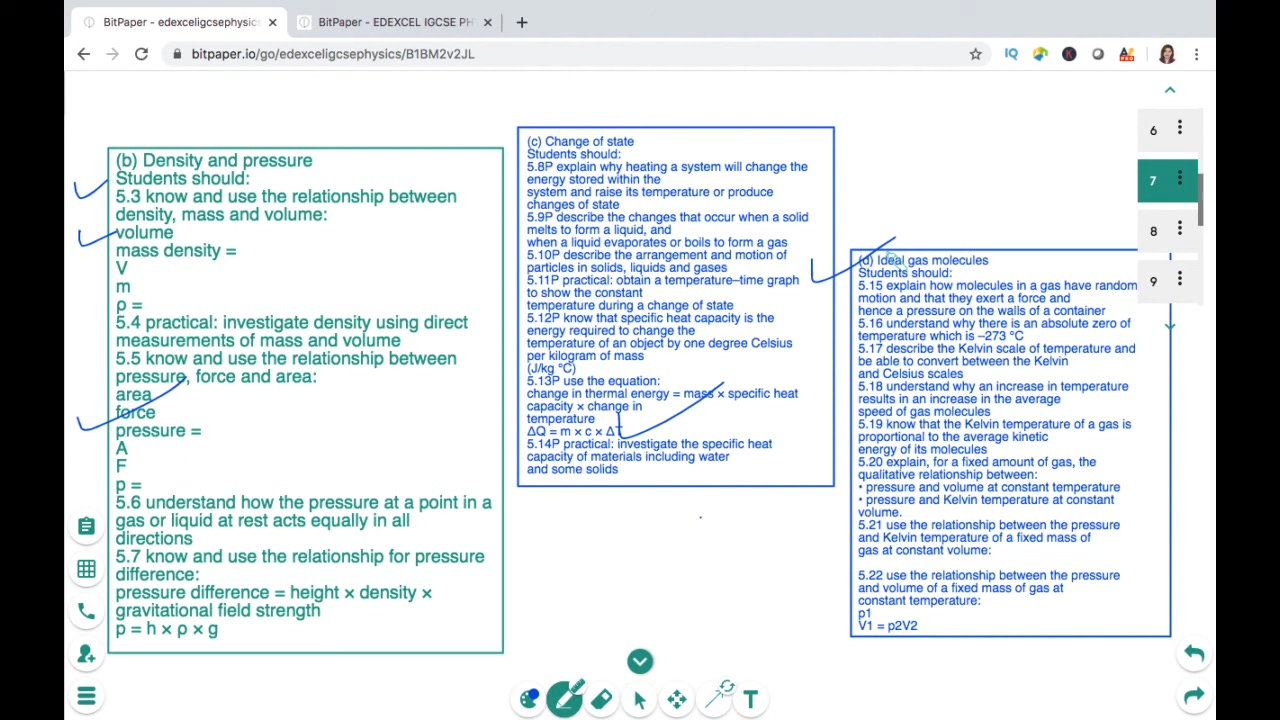 BitPaper - edexceligcsephysics
BitPaper - EDEXCEL IGCSE PH
bitpaper.io/go/edexceligcsephysics/B1BM2v2JL
(b) Density and pressure
Students should:
5.3 know and use the relationship between
density, mass and volume:
volume
mass density =
V
m
ρ =
5.4 practical: investigate density using direct
measurements of mass and volume
5.5 know and use the relationship between
pressure, force and area:
area
force
pressure =
A
F
p =
5.6 understand how the pressure at a point in a
gas or liquid at rest acts equally in all
directions
5.7 know and use the relationship for pressure
difference:
pressure difference = height × density ×
gravitational field strength
p = h × ρ × g
(c) Change of state
Students should:
5.8P explain why heating a system will change the
energy stored within the
system and raise its temperature or produce
changes of state
5.9P describe the changes that occur when a solid
melts to form a liquid, and
when a liquid evaporates or boils to form a gas
5.10P describe the arrangement and motion of
particles in solids, liquids and gases
5.11P practical: obtain a temperature–time graph
to show the constant
temperature during a change of state
5.12P know that specific heat capacity is the
energy required to change the
temperature of an object by one degree Celsius
per kilogram of mass
(J/kg °C)
5.13P use the equation:
change in thermal energy = mass × specific heat
capacity × change in
temperature
ΔQ = m × c × ΔT
5.14P practical: investigate the specific heat
capacity of materials including water
and some solids
(d) Ideal gas molecules
Students should:
5.15 explain how molecules in a gas have random
motion and that they exert a force and
hence a pressure on the walls of a container
5.16 understand why there is an absolute zero of
temperature which is –273 °C
5.17 describe the Kelvin scale of temperature and
be able to convert between the Kelvin
and Celsius scales
5.18 understand why an increase in temperature
results in an increase in the average
speed of gas molecules
5.19 know that the Kelvin temperature of a gas is
proportional to the average kinetic
energy of its molecules
5.20 explain, for a fixed amount of gas, the
qualitative relationship between:
• pressure and volume at constant temperature
• pressure and Kelvin temperature at constant
volume.
5.21 use the relationship between the pressure
and Kelvin temperature of a fixed mass of
gas at constant volume:
5.22 use the relationship between the pressure
and volume of a fixed mass of gas at
constant temperature:
p1
V1 = p2V2
6
7
8
9
IQ
T